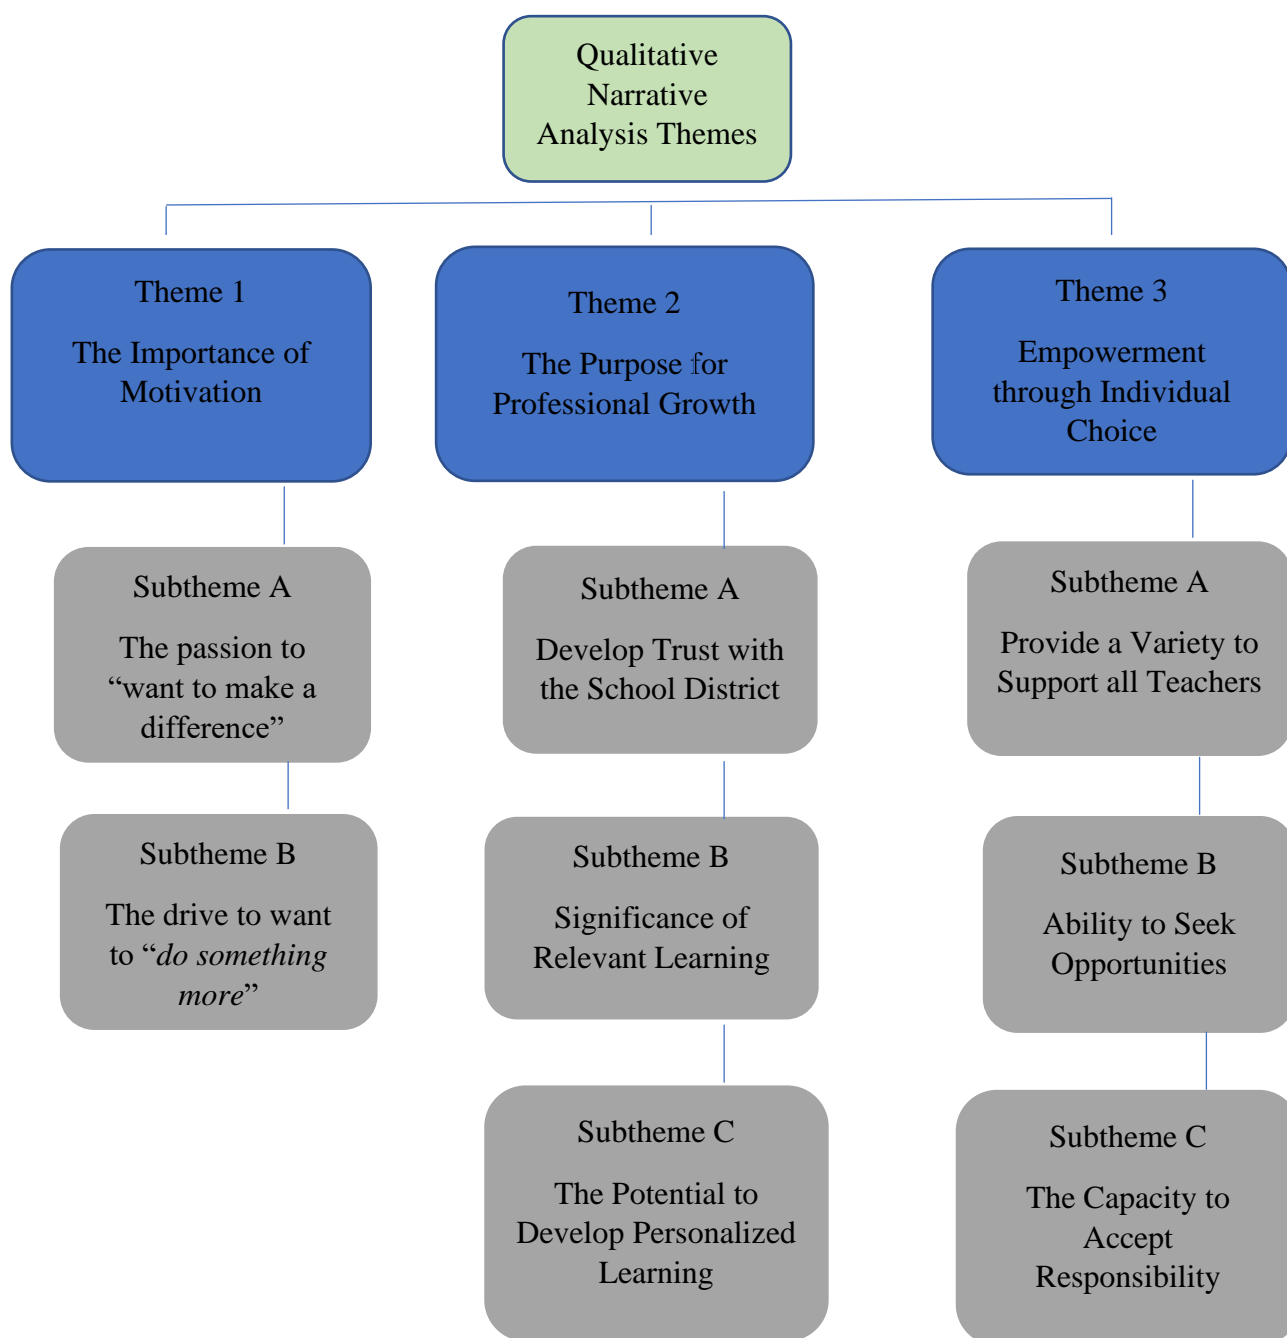 Qualitative
Narrative
Analysis Themes
Theme 1
The Importance of
Motivation
Subtheme A
The passion to
“want to make a
difference”
Subtheme B
The drive to want
to “do something
more”
Theme 2
The Purpose for
Professional Growth
Subtheme A
Develop Trust with
the School District
Subtheme B
Significance of
Relevant Learning
Subtheme C
The Potential to
Develop Personalized
Learning
Theme 3
Empowerment
through Individual
Choice
Subtheme A
Provide a Variety to
Support all Teachers
Subtheme B
Ability to Seek
Opportunities
Subtheme C
The Capacity to
Accept
Responsibility